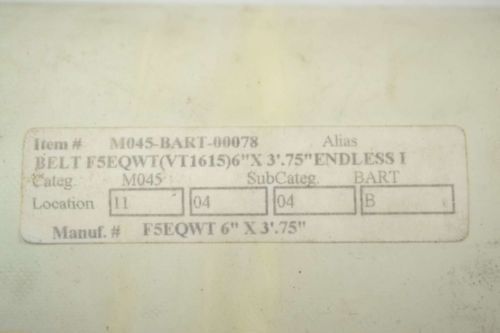 Item # M045-BART-00078 Alias
BELT F5EQWT(VT1615)6"X 3'.75"ENDLESS I
Categ. M045 SubCateg. BART
Location 11 04 04 B
Manuf. # F5EQWT 6" X 3'.75"